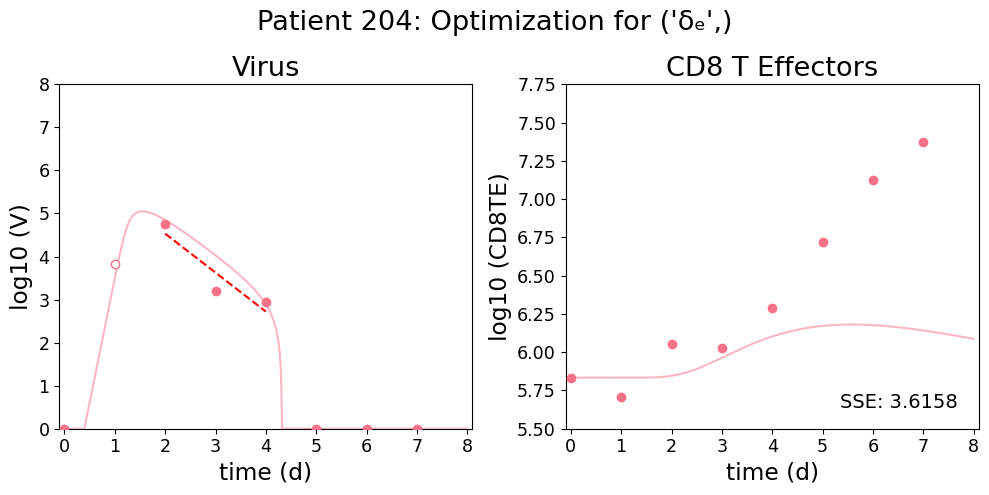 Patient 204: Optimization for ('δₑ',)
Virus
CD8 T Effectors
log10 (V)
8
7
6
5
4
3
2
1
0
0 1 2 3 4 5 6 7 8
time (d)
log10 (CD8TE)
7.75
7.50
7.25
7.00
6.75
6.50
6.25
6.00
5.75
5.50
SSE: 3.6158
0 1 2 3 4 5 6 7 8
time (d)